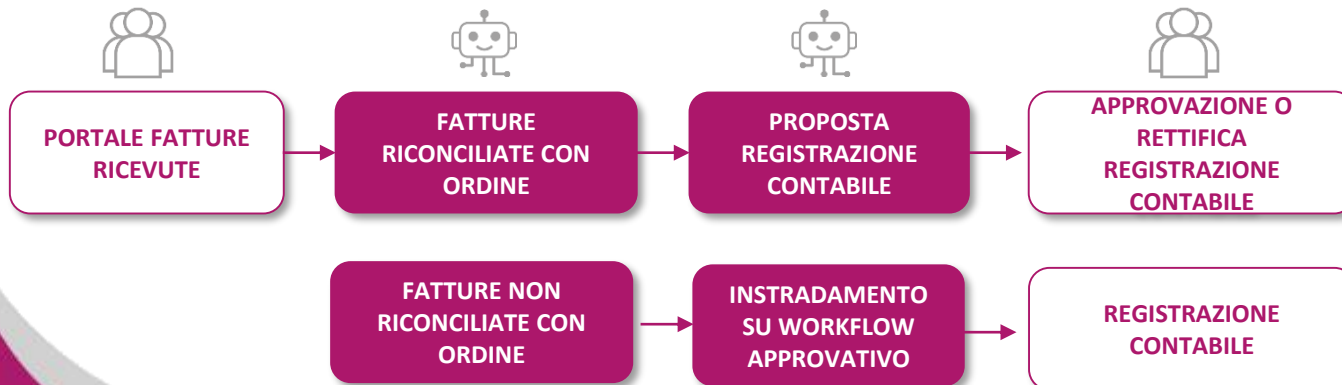 PORTALE FATTURE
RICEVUTE
FATTURE
RICONCILIATE CON
ORDINE
PROPOSTA
REGISTRAZIONE
CONTABILE
APPROVAZIONE O
RETTIFICA
REGISTRAZIONE
CONTABILE
FATTURE NON
RICONCILIATE CON
ORDINE
INSTRADAMENTO
SU WORKFLOW
APPROVATIVO
REGISTRAZIONE
CONTABILE